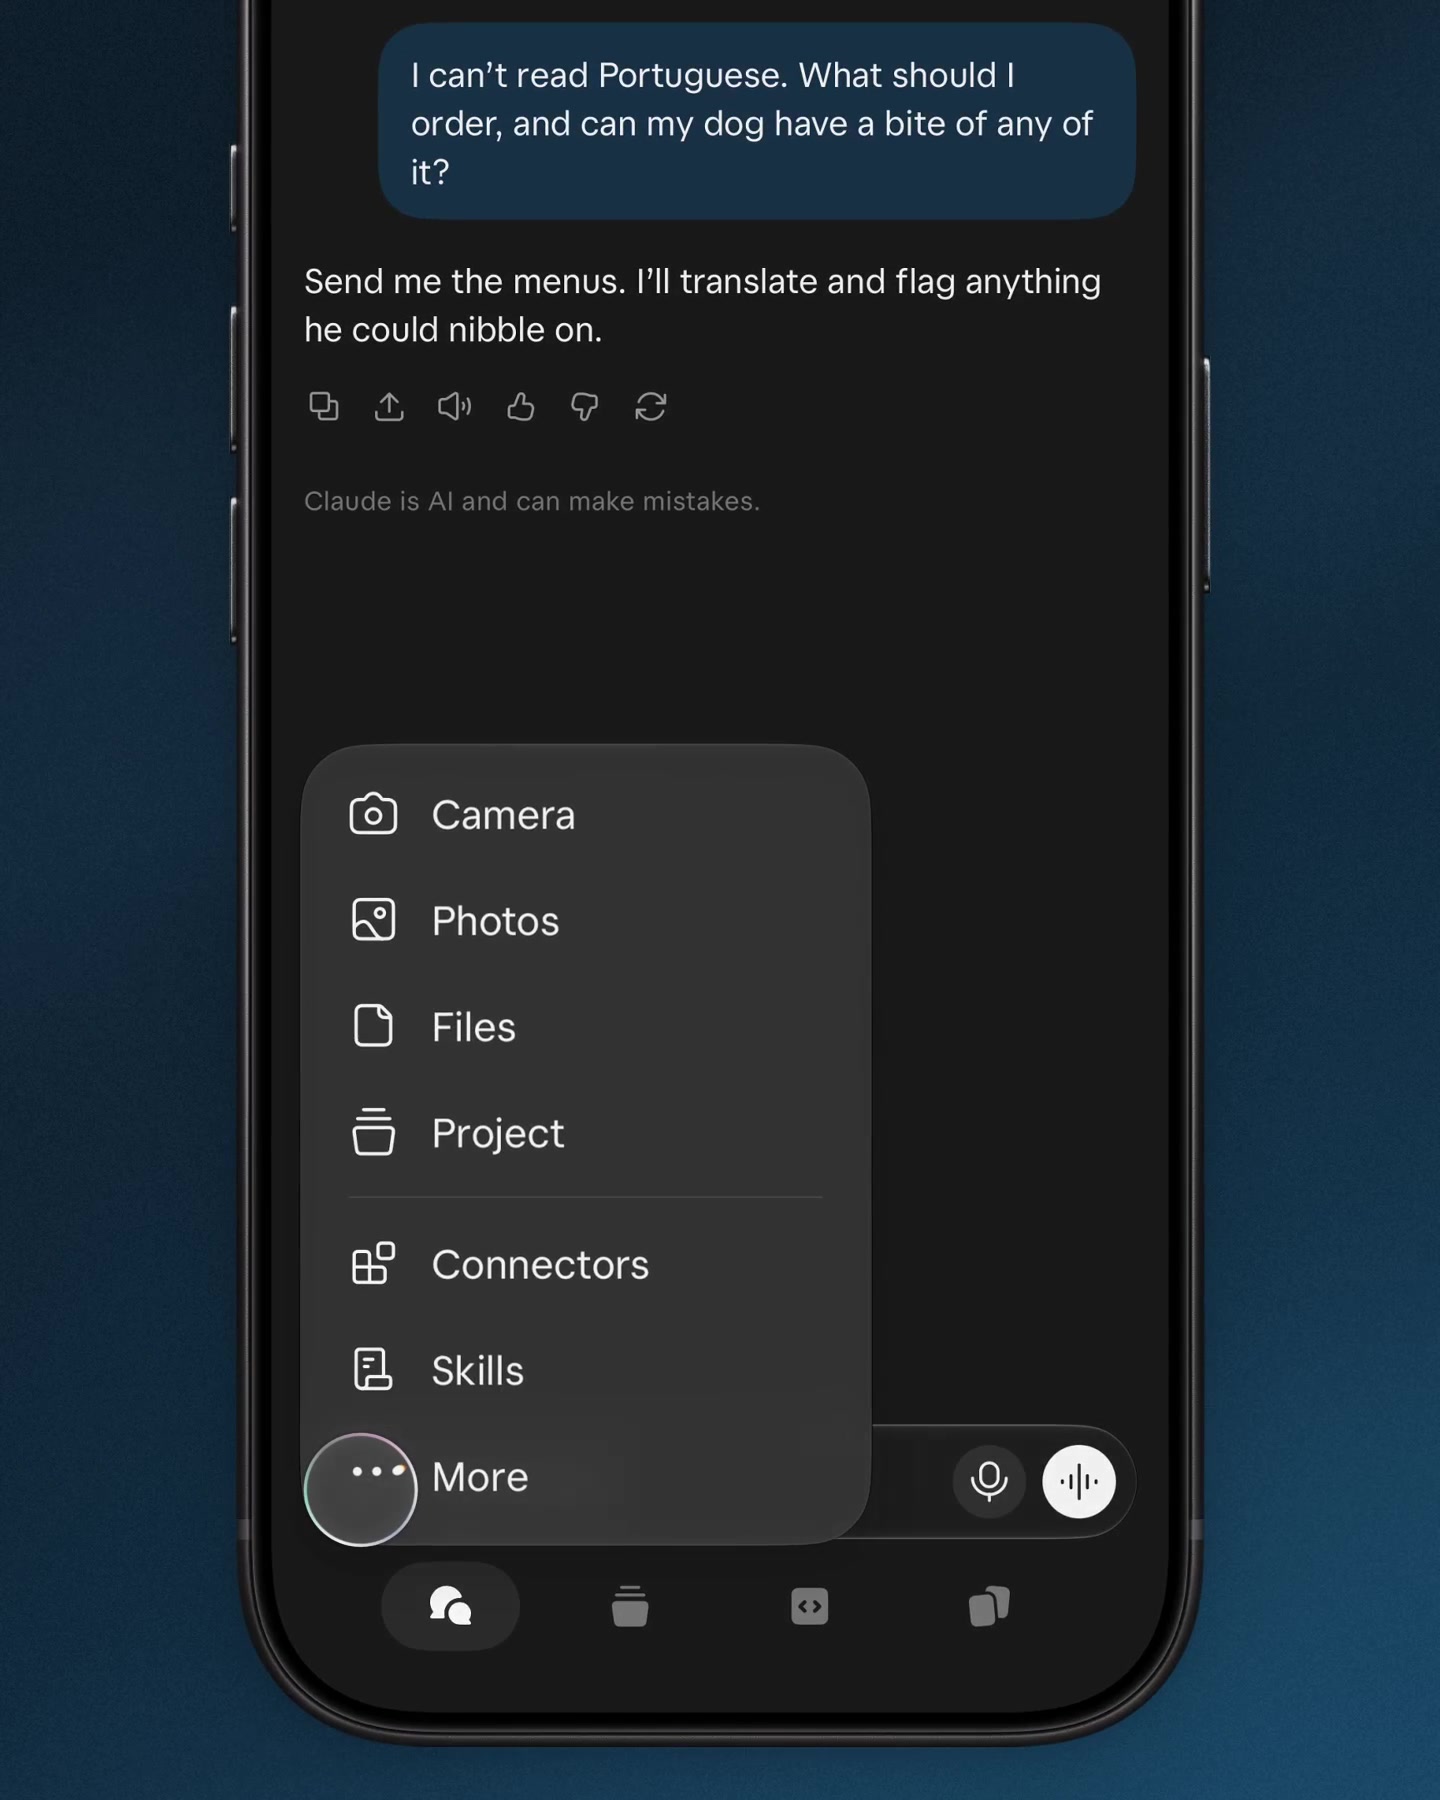 I can’t read Portuguese. What should I
order, and can my dog have a bite of any of
it?
Send me the menus. I’ll translate and flag anything
he could nibble on.
Claude is AI and can make mistakes.
Camera
Photos
Files
Project
Connectors
Skills
More